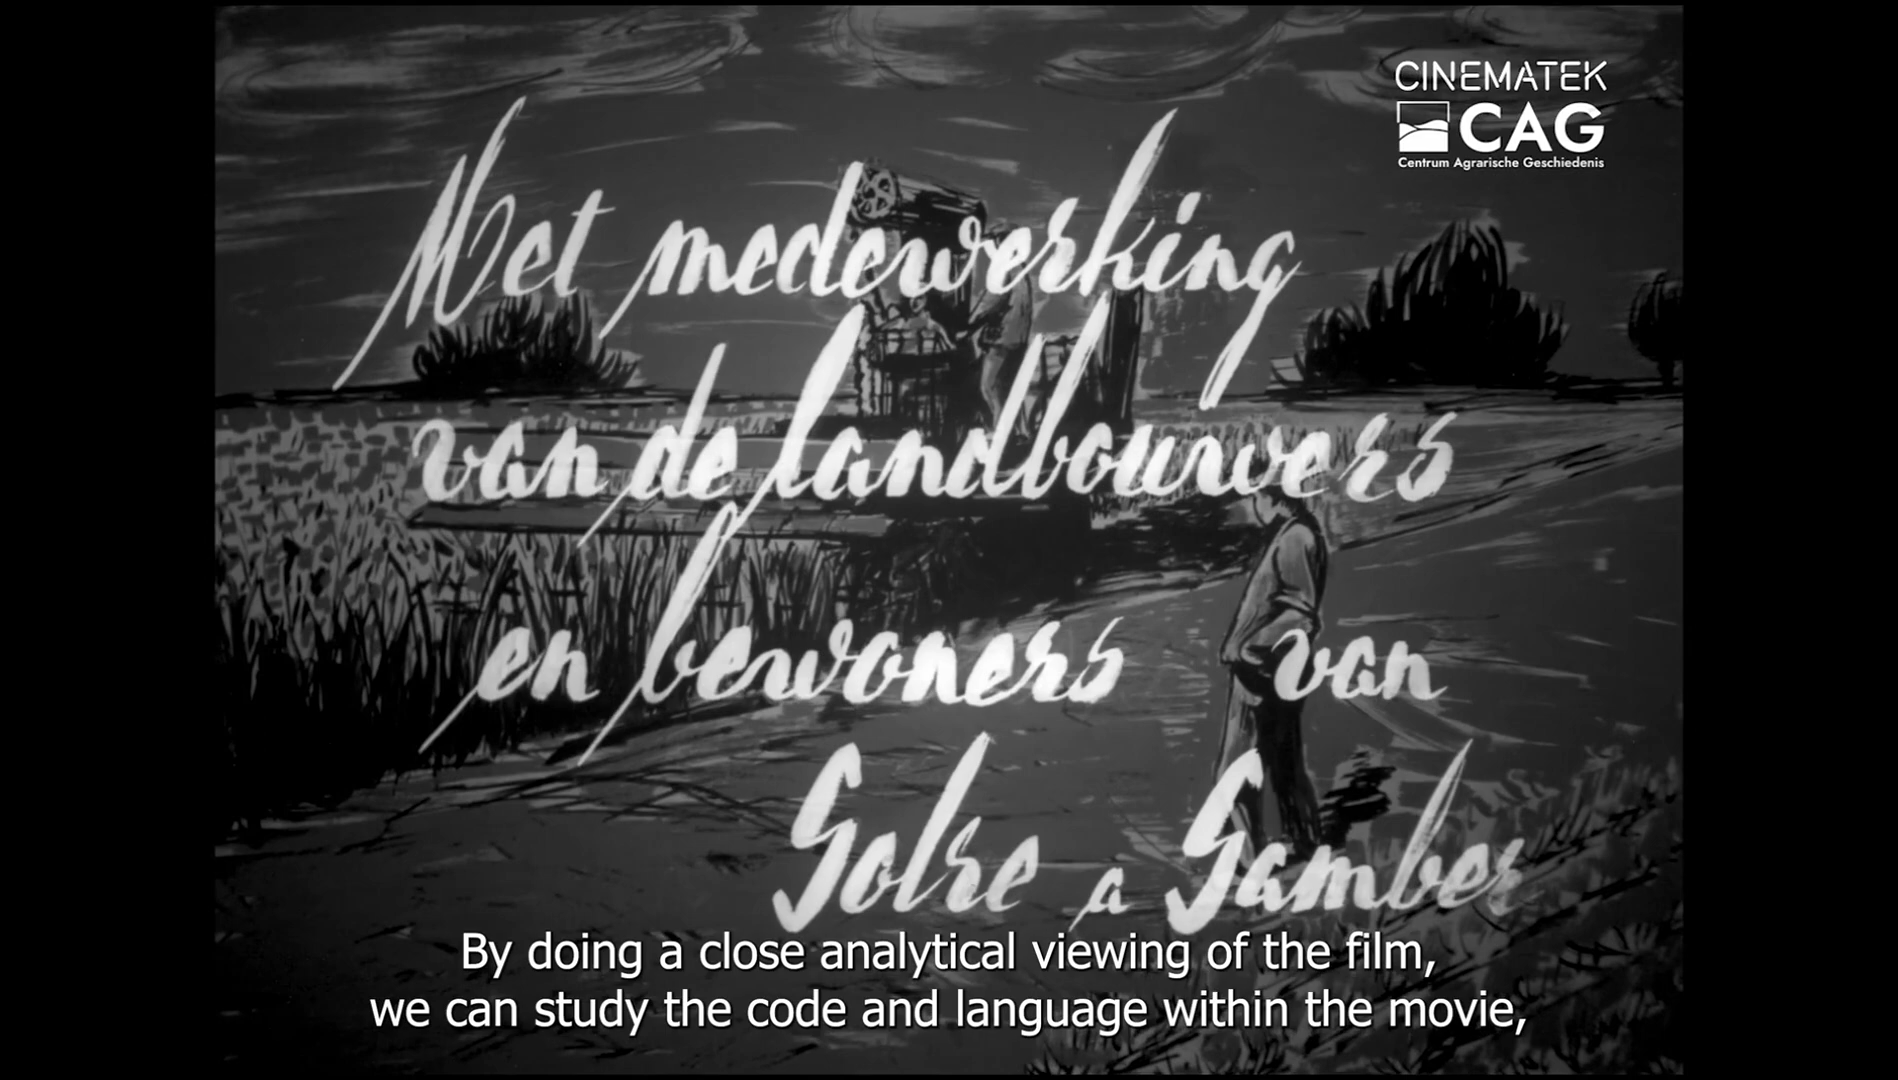 CINEMATEK
CAG
Centrum Agrarische Geschiedenis
Met medewerking
van de landbouwers
en bewoners van
Solre a Samber
By doing a close analytical viewing of the film,
we can study the code and language within the movie,